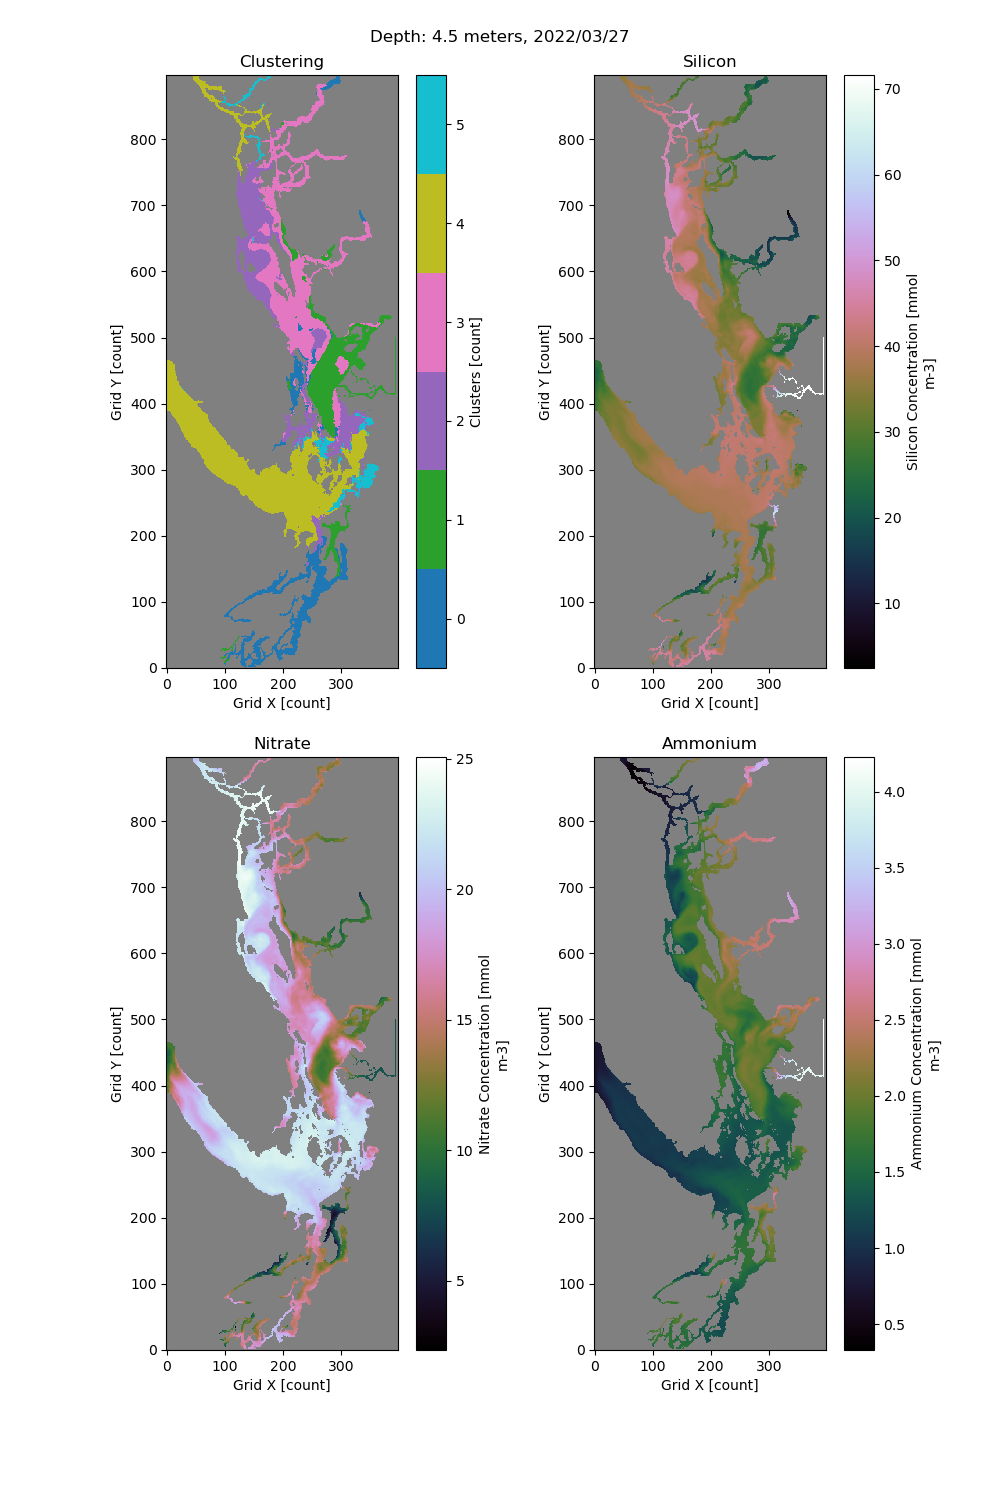 Depth: 4.5 meters, 2022/03/27
Clustering
Silicon
800
700
600
500
400
300
200
100
0
0 100 200 300
Grid X [count]
Grid Y [count]
5
4
3
2
1
0
Clusters [count]
800
700
600
500
400
300
200
100
0
0 100 200 300
Grid X [count]
Grid Y [count]
70
60
50
40
30
20
10
Silicon Concentration [mmol
m-3]
Nitrate
Ammonium
800
700
600
500
400
300
200
100
0
0 100 200 300
Grid X [count]
Grid Y [count]
25
20
15
10
5
Nitrate Concentration [mmol
m-3]
800
700
600
500
400
300
200
100
0
0 100 200 300
Grid X [count]
Grid Y [count]
4.0
3.5
3.0
2.5
2.0
1.5
1.0
0.5
Ammonium Concentration [mmol
m-3]